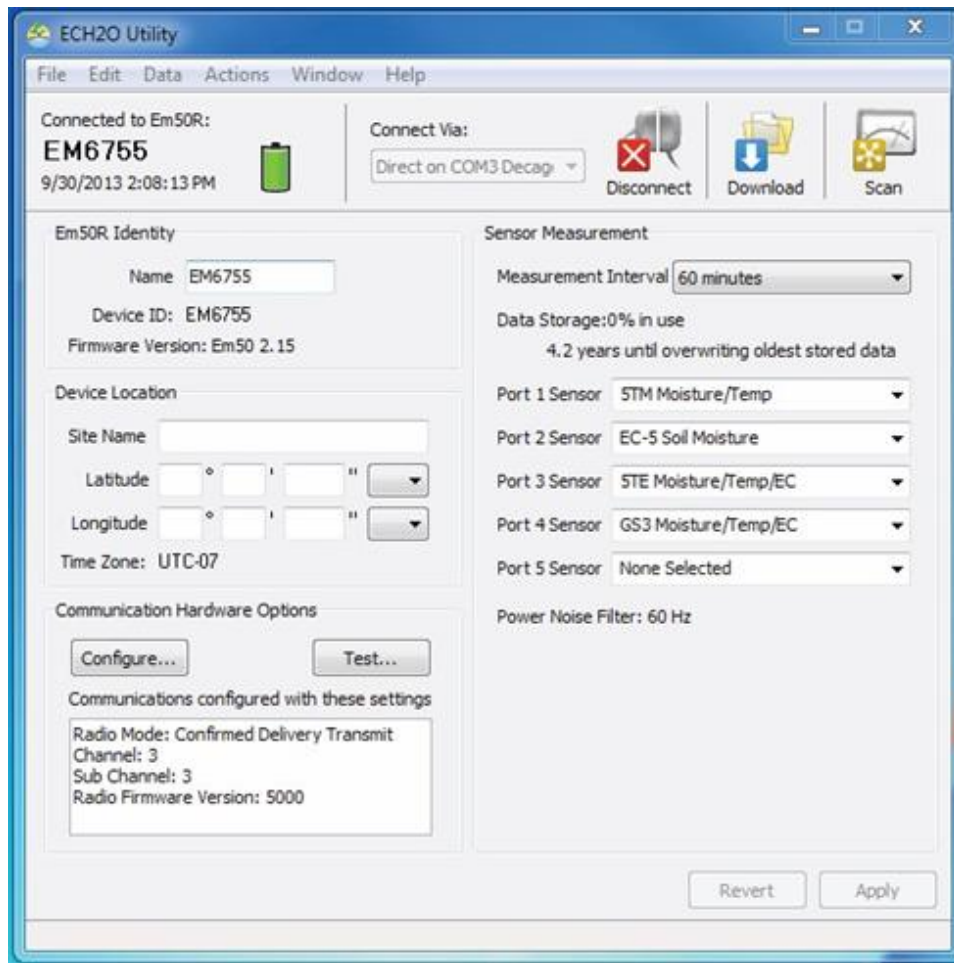 ECH2O Utility
File Edit Data Actions Window Help
Connected to Em50R:
EM6755
9/30/2013 2:08:13 PM
Connect Via:
Direct on COM3 Decag
Disconnect
Download
Scan
Em50R Identity
Name EM6755
Device ID: EM6755
Firmware Version: Em50 2.15
Device Location
Site Name
Latitude ° ' "
Longitude ° ' "
Time Zone: UTC-07
Communication Hardware Options
Configure... Test...
Communications configured with these settings
Radio Mode: Confirmed Delivery Transmit
Channel: 3
Sub Channel: 3
Radio Firmware Version: 5000
Sensor Measurement
Measurement Interval 60 minutes
Data Storage:0% in use
4.2 years until overwriting oldest stored data
Port 1 Sensor 5TM Moisture/Temp
Port 2 Sensor EC-5 Soil Moisture
Port 3 Sensor 5TE Moisture/Temp/EC
Port 4 Sensor GS3 Moisture/Temp/EC
Port 5 Sensor None Selected
Power Noise Filter: 60 Hz
Revert Apply